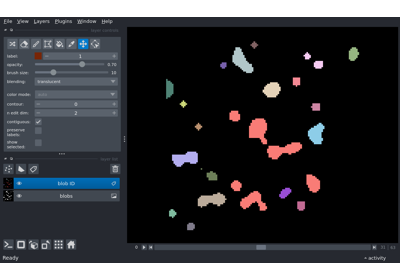 File View Layers Plugins Window Help
label: 1
opacity: 0.70
brush size: 10
blending: translucent
color mode:
contour: 0
n edit dim: 2
contiguous:
preserve labels:
show selected:
blob ID
blobs
Ready
activity